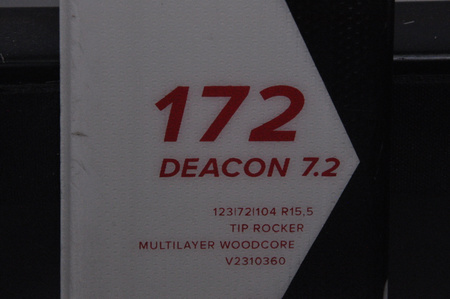 172
DEACON 7.2
123|72|104 R15,5
TIP ROCKER
MULTILAYER WOODCORE
V2310360